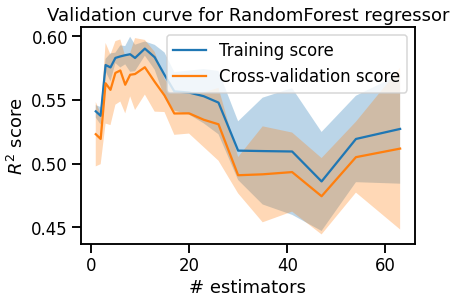 Validation curve for RandomForest regressor
Training score
Cross-validation score
0.60
0.55
0.50
0.45
R² score
0 20 40 60
# estimators